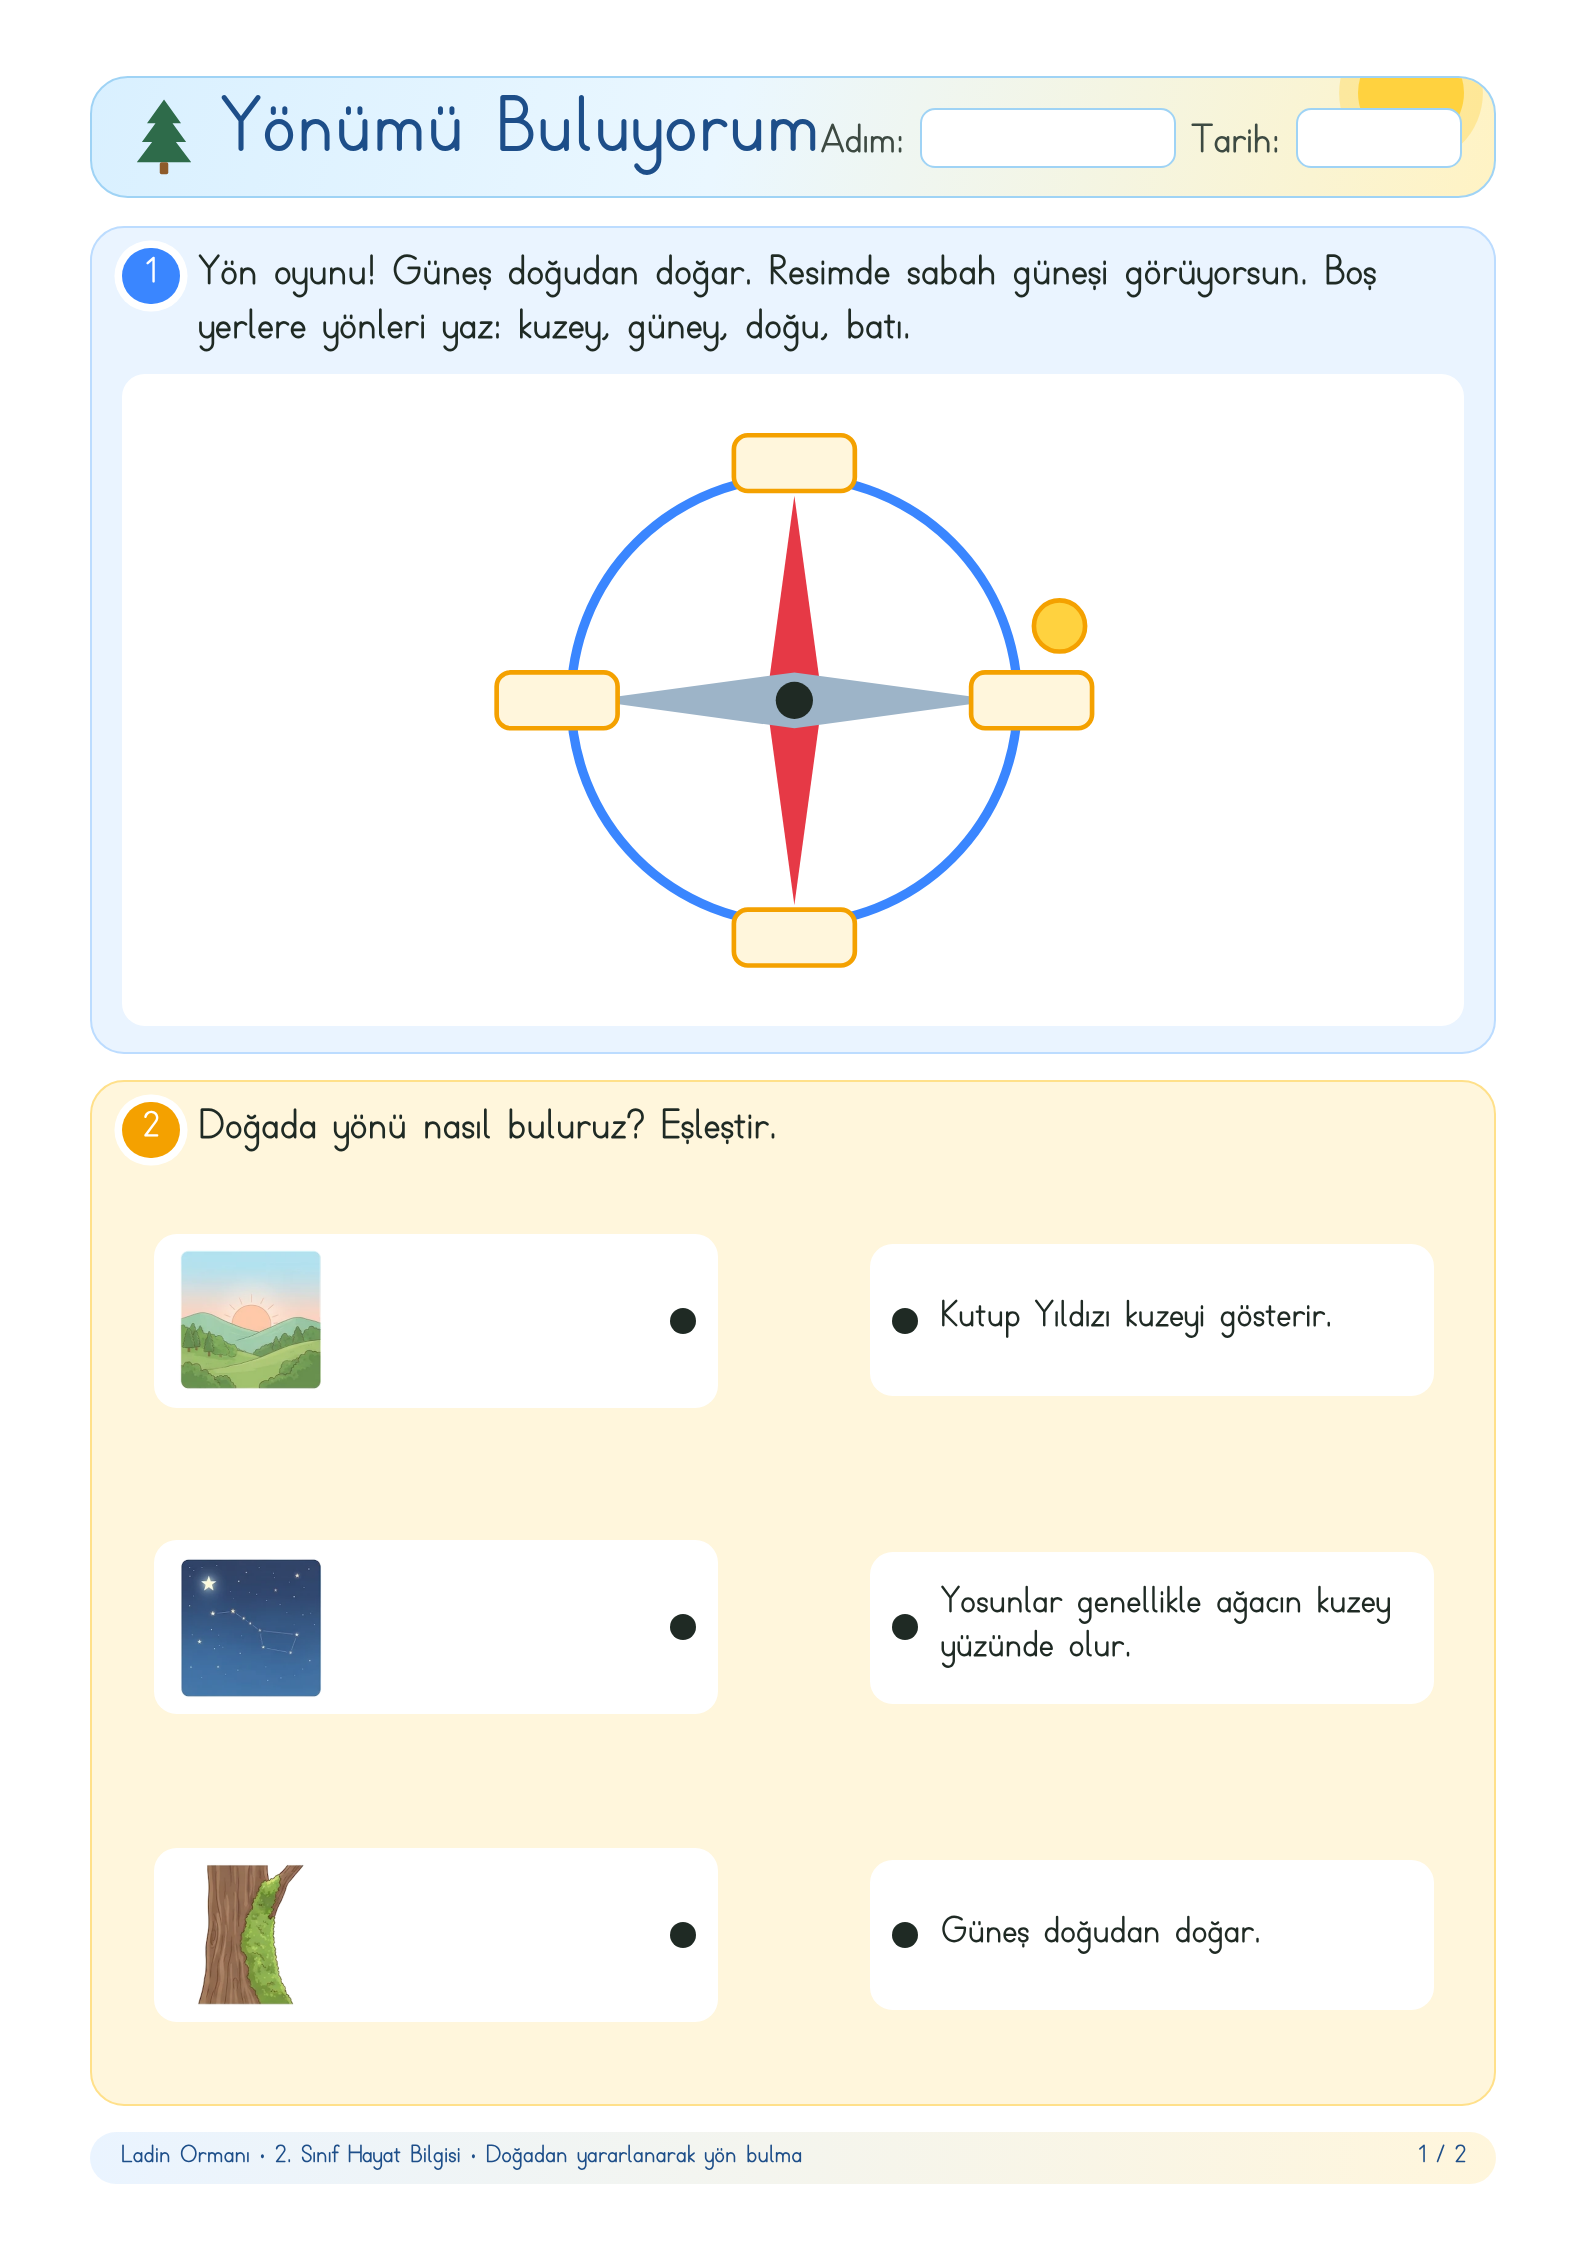 Yönümü Buluyorum
Adım:
Tarih:
1
Yön oyunu! Güneş doğudan doğar. Resimde sabah güneşi görüyorsun. Boş
yerlere yönleri yaz: kuzey, güney, doğu, batı.
2
Doğada yönü nasıl buluruz? Eşleştir.
Kutup Yıldızı kuzeyi gösterir.
Yosunlar genellikle ağacın kuzey
yüzünde olur.
Güneş doğudan doğar.
Ladin Ormanı • 2. Sınıf Hayat Bilgisi • Doğadan yararlanarak yön bulma
1 / 2